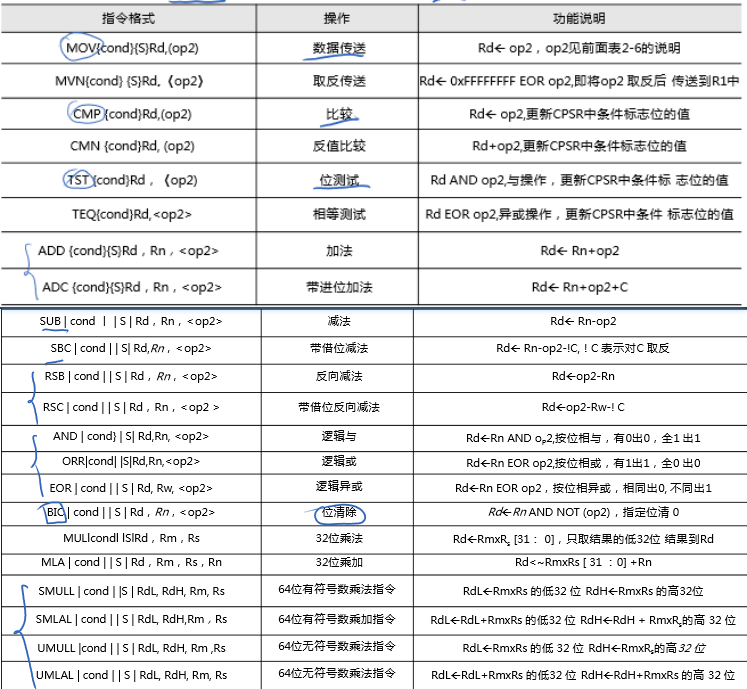 指令格式 操作 功能说明
MOV{cond}{S}Rd,(op2) 数据传送 Rd← op2，op2见前面表2-6的说明
MVN{cond} {S}Rd,《op2》 取反传送 Rd← 0xFFFFFFFF EOR op2,即将op2 取反后 传送到R1中
CMP{cond}Rd,(op2) 比较 Rd← op2,更新CPSR中条件标志位的值
CMN {cond}Rd, (op2) 反值比较 Rd+op2,更新CPSR中条件标志位的值
TST{cond}Rd，《op2) 位测试 Rd AND op2,与操作，更新CPSR中条件标 志位的值
TEQ{cond}Rd,<op2> 相等测试 Rd EOR op2,异或操作，更新CPSR中条件 标志位的值
ADD {cond}{S}Rd，Rn，<op2> 加法 Rd← Rn+op2
ADC {cond}{S}Rd，Rn，<op2> 带进位加法 Rd← Rn+op2+C
SUB | cond 丨 | S | Rd，Rn，<op2> 减法 Rd← Rn-op2
SBC | cond | | S| Rd,Rn，<op2> 带借位减法 Rd← Rn-op2-!C,！C 表示对C 取反
RSB | cond | | S | Rd，Rn，<op2> 反向减法 Rd←op2-Rn
RSC | cond | | S | Rd，Rn，<op2 > 带借位反向减法 Rd←op2-Rw-! C
AND | cond} | S| Rd,Rn, <op2> 逻辑与 Rd←Rn AND op2,按位相与，有0出0，全1 出1
ORR|cond| |S|Rd,Rn,<op2> 逻辑或 Rd←Rn EOR op2,按位相或，有1出1，全0 出0
EOR | cond | | S | Rd, Rw, <op2> 逻辑异或 Rd←Rn EOR op2，按位相异或，相同出0, 不同出1
BIC | cond | | S | Rd，Rn，<op2> 位清除 Rd←Rn AND NOT (op2)，指定位清 0
MULlcondl lSlRd，Rm，Rs 32位乘法 Rd←RmxRs [31： 0]，只取结果的低32位 结果到Rd
MLA | cond | | S | Rd，Rm，Rs，Rn 32位乘加 Rd<~RmxRs [ 31 ：0] +Rn
SMULL | cond | |S | RdL, RdH, Rm, Rs 64位有符号数乘法指令 RdL←RmxRs 的低32 位 RdH←RmxRs 的高32位
SMLAL | cond | | S | RdL, RdH,Rm，Rs 64位有符号数乘加指令 RdL←RdL+RmxRs 的低32 位 RdH←RdH + RmxRs的高 32 位
UMULL |cond | | S | RdL, RdH, Rm ,Rs 64位无符号数乘法指令 RdL←RmxRs 的低 32 位 RdH←RmxRs的高32 位
UMLAL | cond | | S | RdL, RdH, Rm, Rs 64位无符号数乘加指令 RdL←RdL+RmxRs 的低32 位 RdH←RdH+RmxRs 的高 32 位